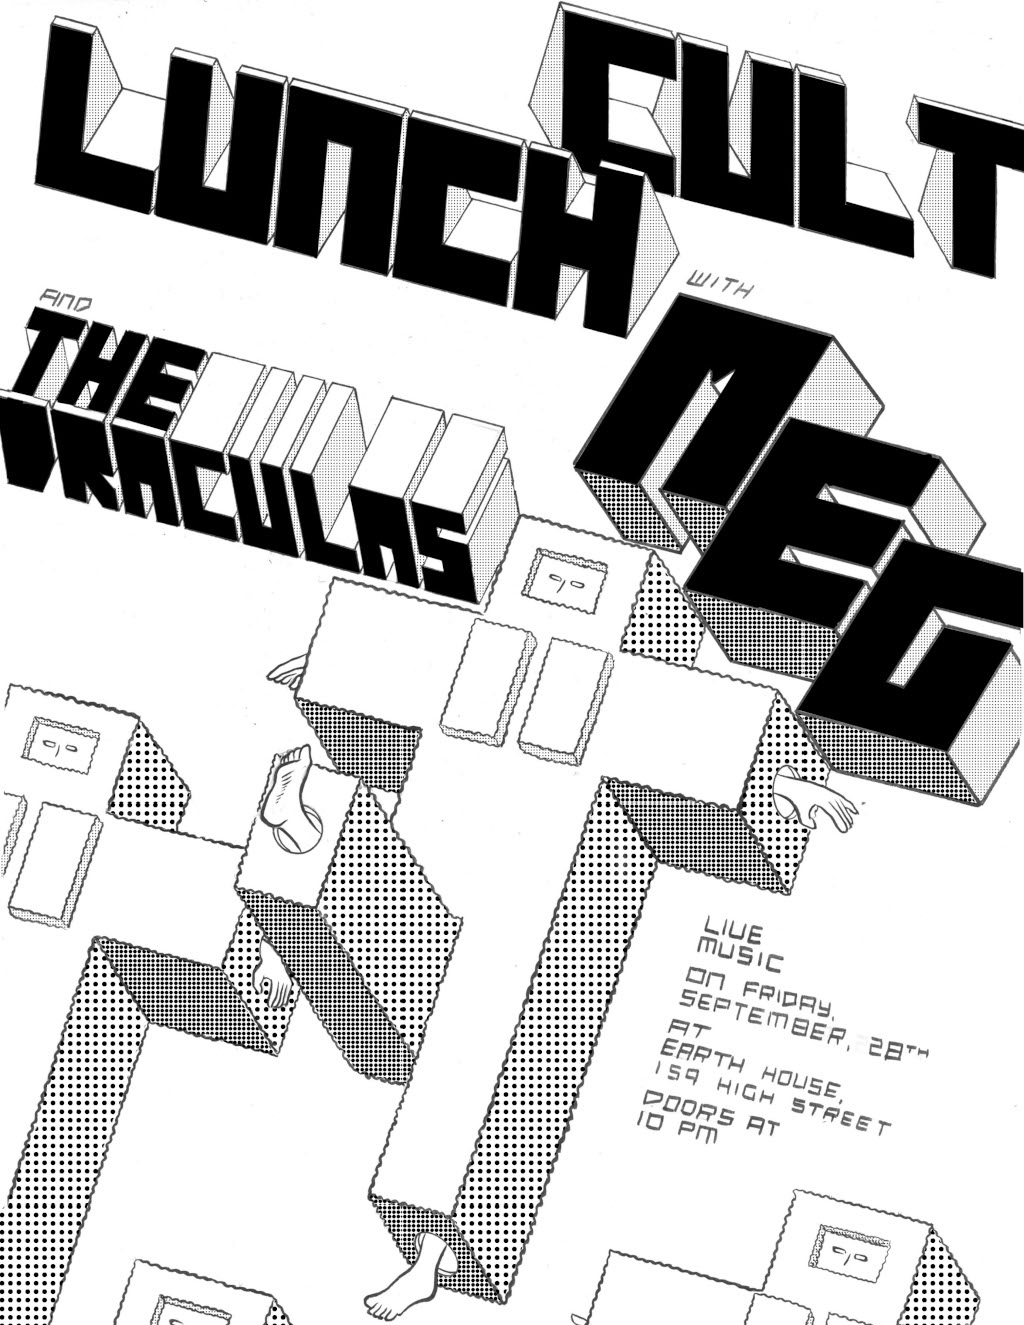 LUNCH CULT
WITH
MEG
AND
THE
DRACULAS
LIVE
MUSIC
ON FRIDAY,
SEPTEMBER, 28TH
AT
EARTH HOUSE,
159 HIGH STREET
DOORS AT
10 PM